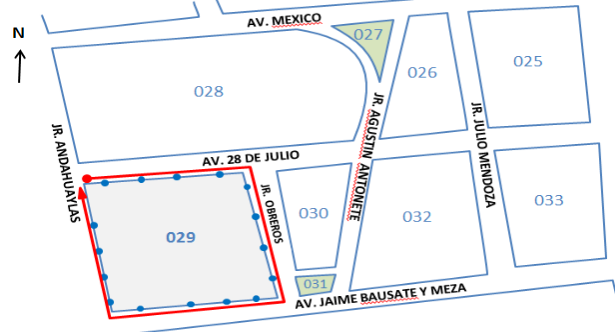 AV. MEXICO
N
027
025
026
028
JR. AGUSTIN ANTONETE
JR. JULIO MENDOZA
JR. ANDAHUAYLAS
AV. 28 DE JULIO
JR. OBREROS
033
030
032
029
031
AV. JAIME BAUSATE Y MEZA